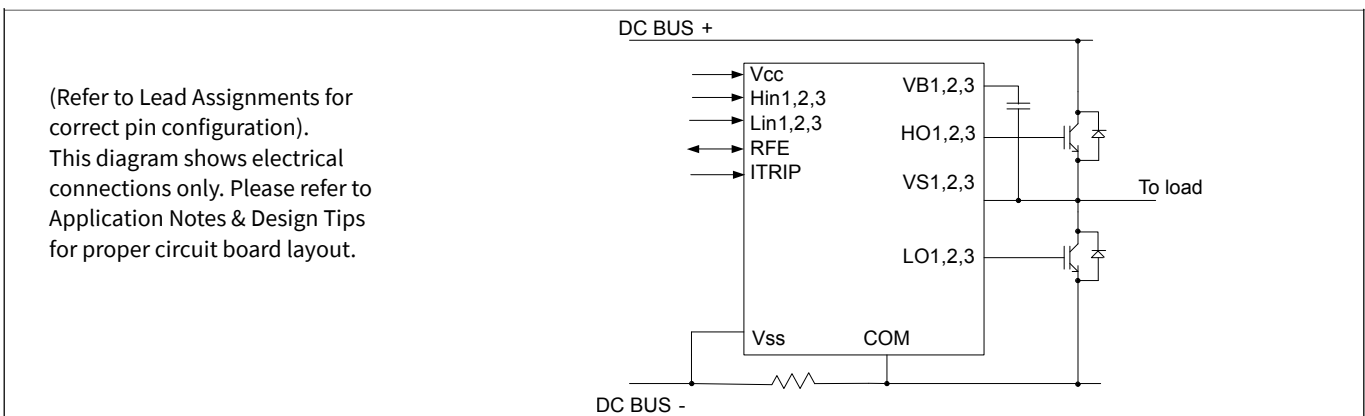 (Refer to Lead Assignments for
correct pin configuration).
This diagram shows electrical
connections only. Please refer to
Application Notes & Design Tips
for proper circuit board layout.
DC BUS +
Vcc
Hin1,2,3
Lin1,2,3
RFE
ITRIP
VB1,2,3
HO1,2,3
VS1,2,3
To load
LO1,2,3
Vss
COM
DC BUS -